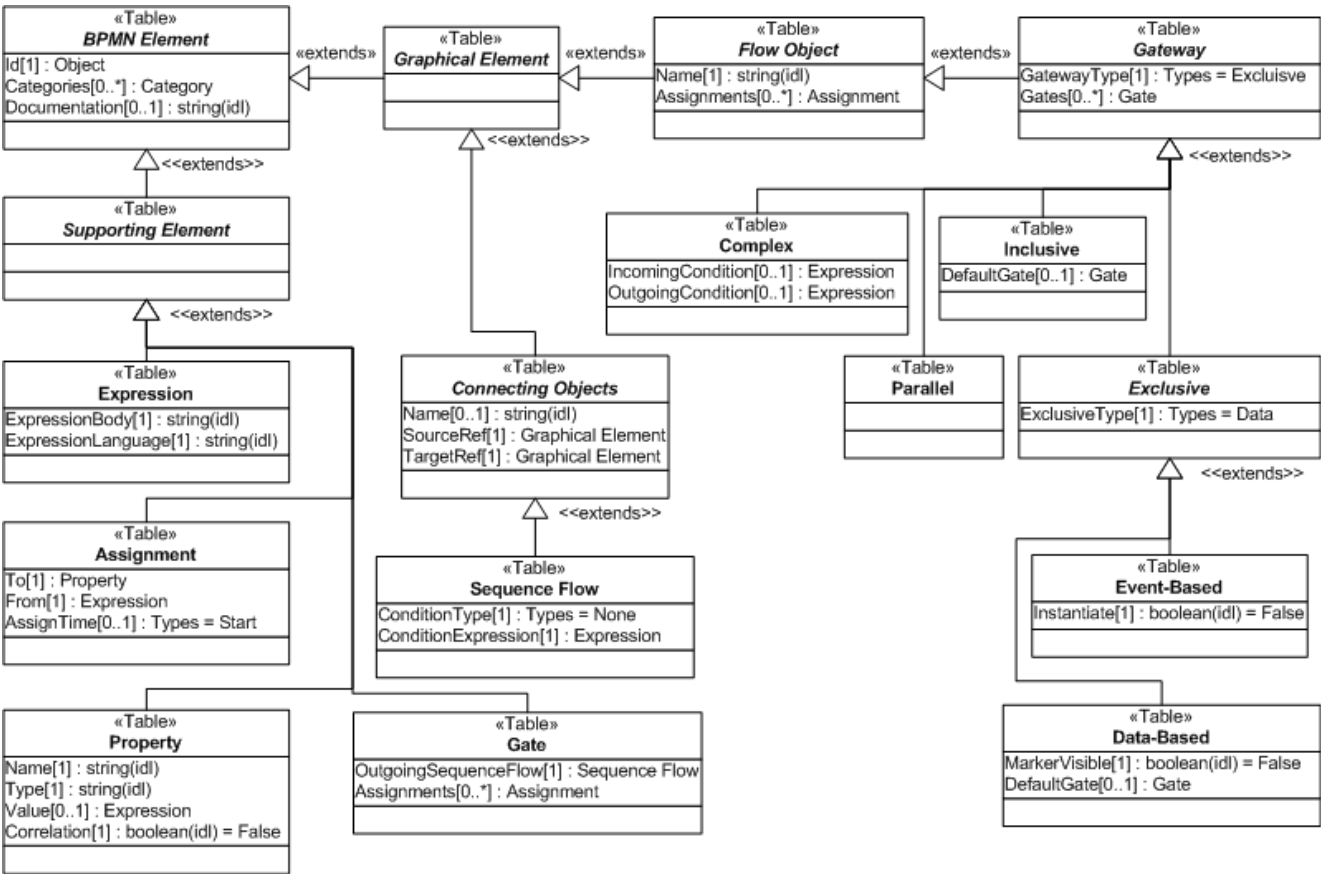 «Table»
BPMN Element
Id[1] : Object
Categories[0..*] : Category
Documentation[0..1] : string(idl)
«extends»
«Table»
Graphical Element
«extends»
«Table»
Flow Object
Name[1] : string(idl)
Assignments[0..*] : Assignment
«extends»
«Table»
Gateway
GatewayType[1] : Types = Excluisve
Gates[0..*] : Gate
<<extends>>
<<extends>>
<<extends>>
«Table»
Supporting Element
<<extends>>
«Table»
Complex
IncomingCondition[0..1] : Expression
OutgoingCondition[0..1] : Expression
«Table»
Inclusive
DefaultGate[0..1] : Gate
«Table»
Expression
ExpressionBody[1] : string(idl)
ExpressionLanguage[1] : string(idl)
«Table»
Connecting Objects
Name[0..1] : string(idl)
SourceRef[1] : Graphical Element
TargetRef[1] : Graphical Element
<<extends>>
«Table»
Parallel
«Table»
Exclusive
ExclusiveType[1] : Types = Data
<<extends>>
«Table»
Assignment
To[1] : Property
From[1] : Expression
AssignTime[0..1] : Types = Start
«Table»
Sequence Flow
ConditionType[1] : Types = None
ConditionExpression[1] : Expression
«Table»
Event-Based
Instantiate[1] : boolean(idl) = False
«Table»
Property
Name[1] : string(idl)
Type[1] : string(idl)
Value[0..1] : Expression
Correlation[1] : boolean(idl) = False
«Table»
Gate
OutgoingSequenceFlow[1] : Sequence Flow
Assignments[0..*] : Assignment
«Table»
Data-Based
MarkerVisible[1] : boolean(idl) = False
DefaultGate[0..1] : Gate